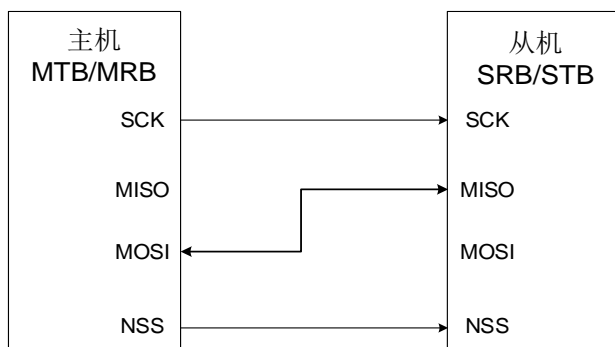 主机
MTB/MRB
SCK
MISO
MOSI
NSS
从机
SRB/STB
SCK
MISO
MOSI
NSS